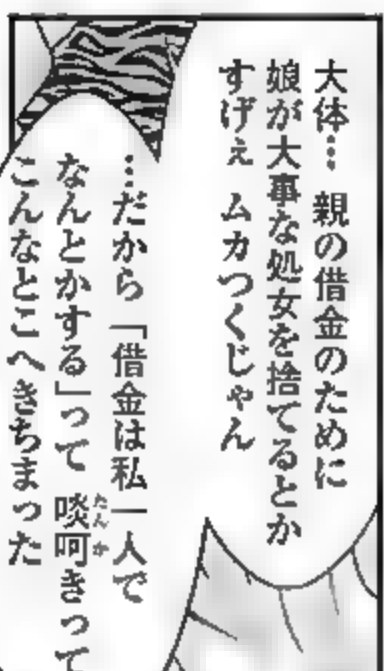 大体… 親の借金のために
娘が大事な処女を捨てるとか
すげぇ ムカつくじゃん
…だから「借金は私一人で
なんとかする」って 啖呵きって
こんなとこへきちまった